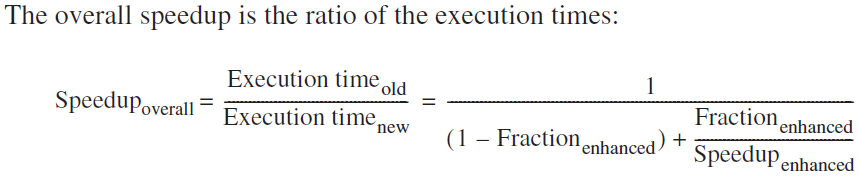 The overall speedup is the ratio of the execution times:
Speedup_overall = Execution time_old / Execution time_new = 1 / ((1 – Fraction_enhanced) + Fraction_enhanced / Speedup_enhanced)